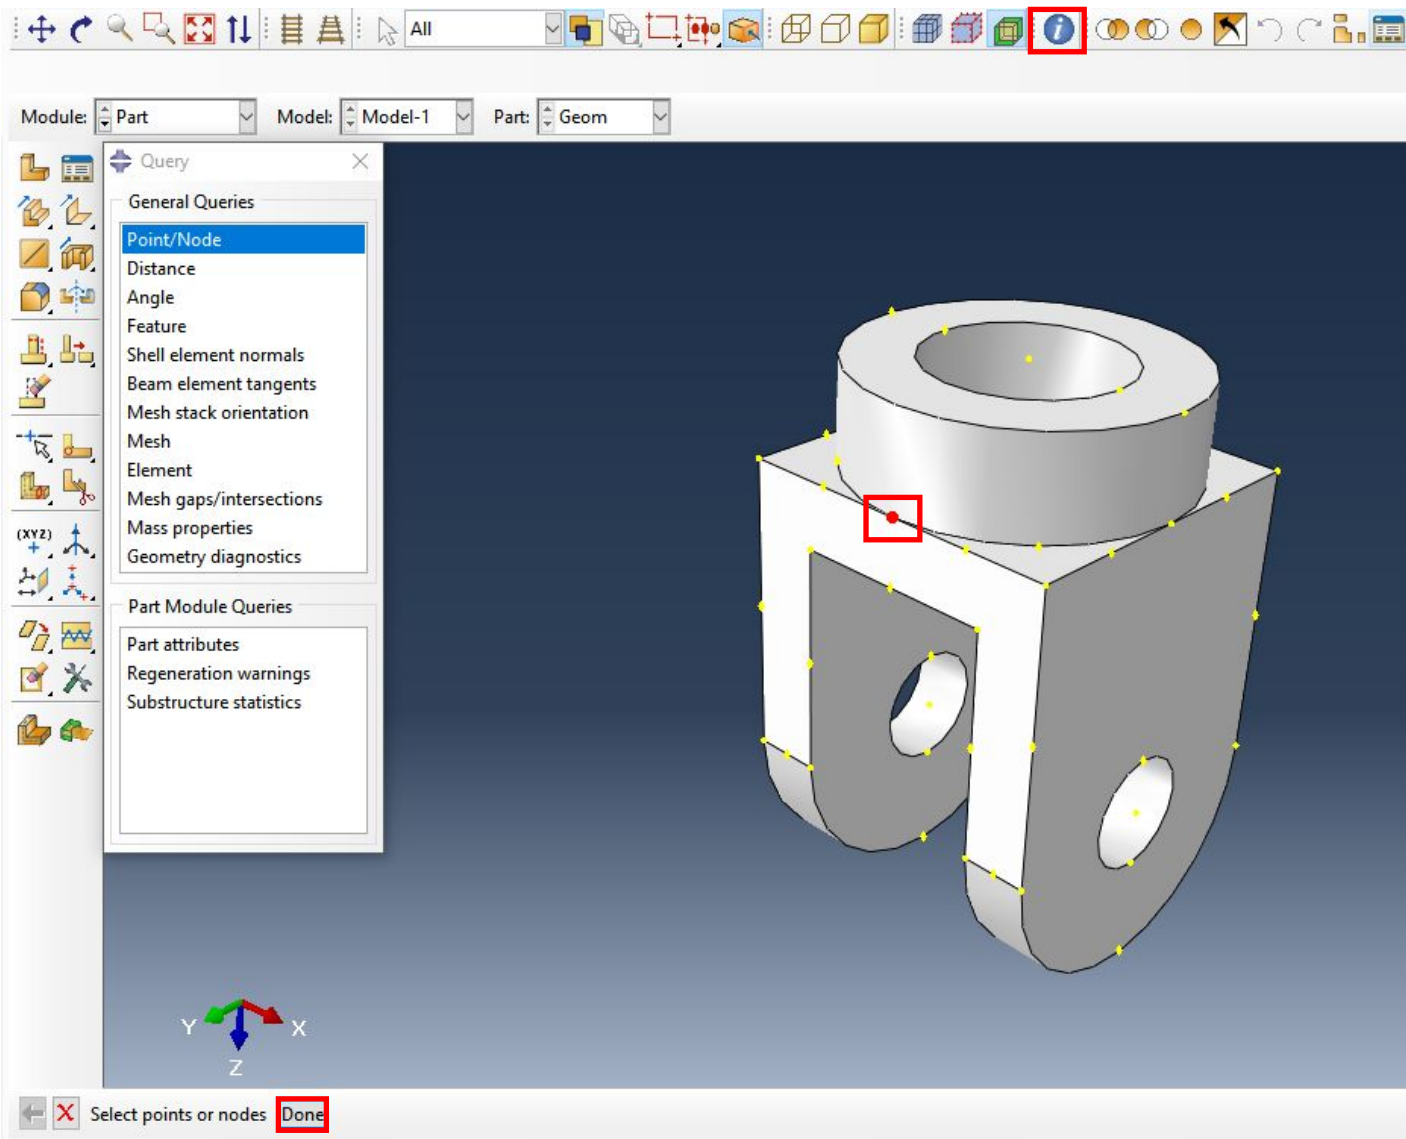 All
Module: Part Model: Model-1 Part: Geom
Query
General Queries
Point/Node
Distance
Angle
Feature
Shell element normals
Beam element tangents
Mesh stack orientation
Mesh
Element
Mesh gaps/intersections
Mass properties
Geometry diagnostics
Part Module Queries
Part attributes
Regeneration warnings
Substructure statistics
(XYZ)
Y
X
Z
Select points or nodes Done